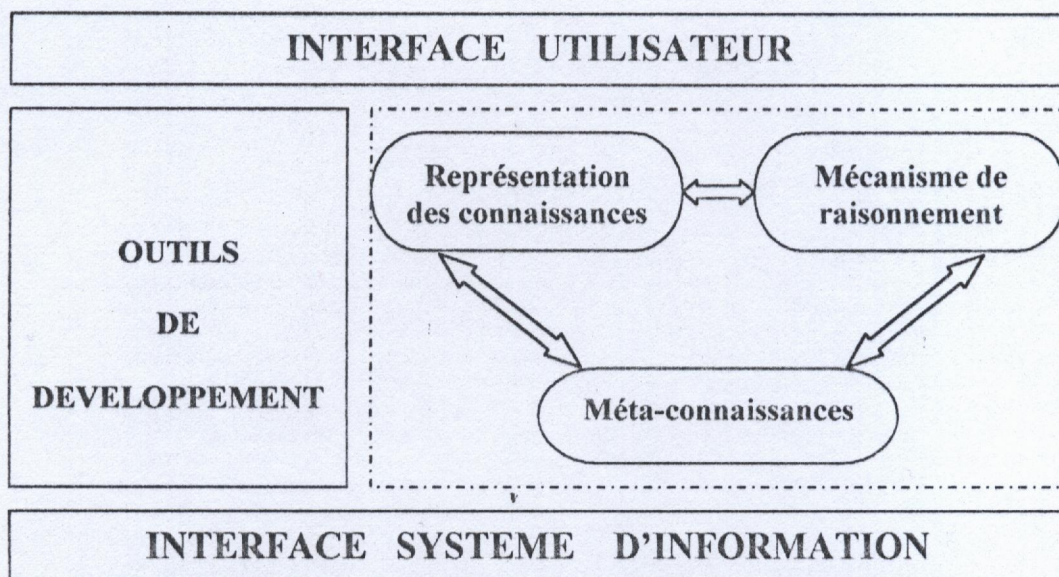 INTERFACE UTILISATEUR
OUTILS
DE
DEVELOPPEMENT
Représentation
des connaissances
Mécanisme de
raisonnement
Méta-connaissances
INTERFACE SYSTEME D'INFORMATION